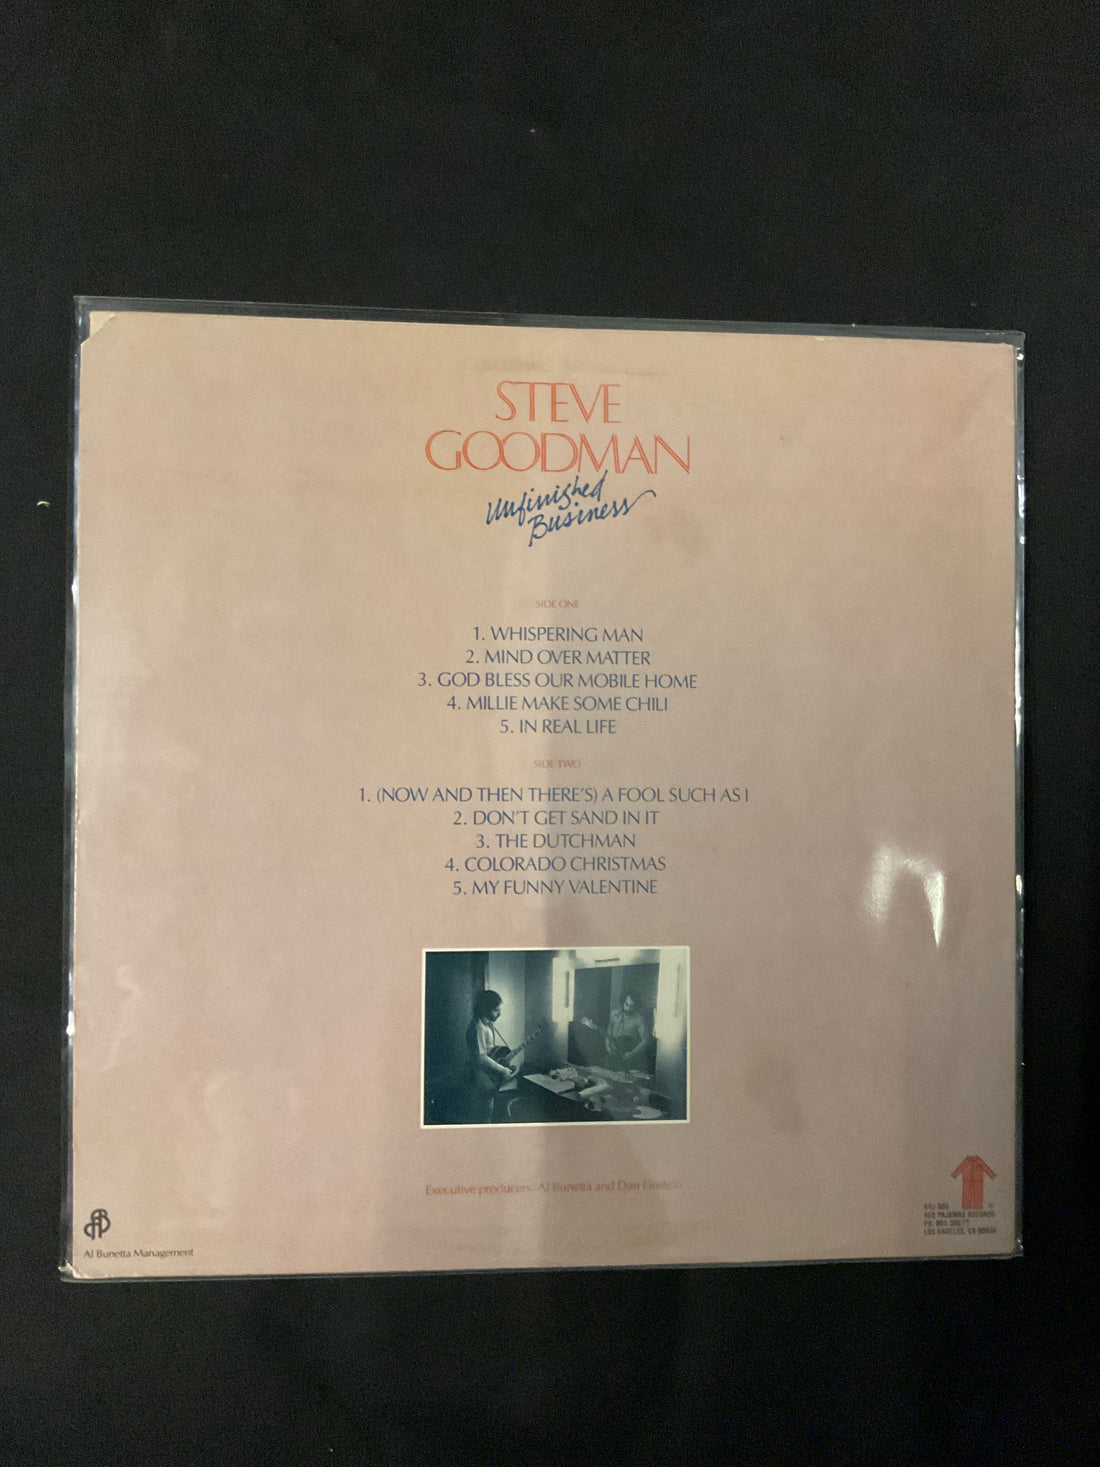 STEVE
GOODMAN
Unfinished
Business
SIDE ONE
1. WHISPERING MAN
2. MIND OVER MATTER
3. GOD BLESS OUR MOBILE HOME
4. MILLIE MAKE SOME CHILI
5. IN REAL LIFE
SIDE TWO
1. (NOW AND THEN THERE'S) A FOOL SUCH AS I
2. DON'T GET SAND IN IT
3. THE DUTCHMAN
4. COLORADO CHRISTMAS
5. MY FUNNY VALENTINE
Executive producers: Al Bunetta and Dan Einstein
Al Bunetta Management
RED PAJAMAS RECORDS
P.O. BOX
LOS ANGELES, CA